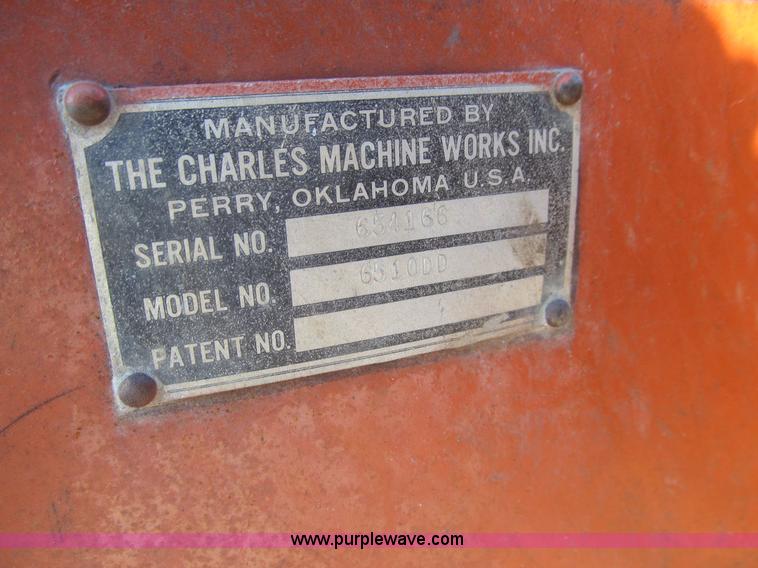 MANUFACTURED BY
THE CHARLES MACHINE WORKS INC.
PERRY, OKLAHOMA U.S.A.
SERIAL NO. 654166
MODEL NO. 6510DD
PATENT NO.
www.purplewave.com